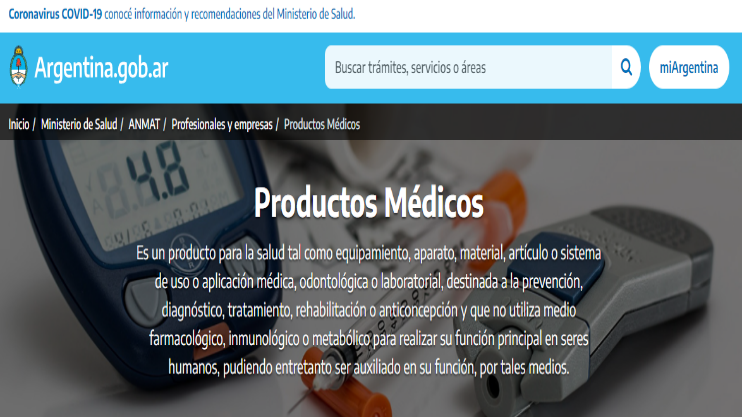 Coronavirus COVID-19 conocé información y recomendaciones del Ministerio de Salud.
Argentina.gob.ar
Buscar trámites, servicios o áreas
miArgentina
Inicio / Ministerio de Salud / ANMAT / Profesionales y empresas / Productos Médicos
4.8
Productos Médicos
Es un producto para la salud tal como equipamiento, aparato, material, artículo o sistema
de uso o aplicación médica, odontológica o laboratorial, destinada a la prevención,
diagnóstico, tratamiento, rehabilitación o anticoncepción y que no utiliza medio
farmacológico, inmunológico o metabólico para realizar su función principal en seres
humanos, pudiendo entretanto ser auxiliado en su función, por tales medios.